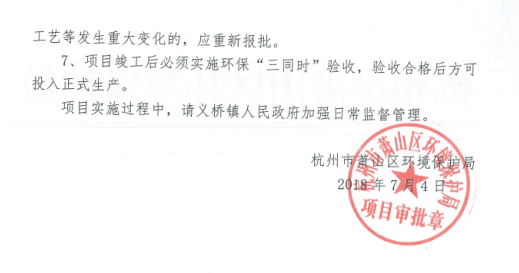 工艺等发生重大变化的，应重新报批。
7、项目竣工后必须实施环保“三同时”验收，验收合格后方可
投入正式生产。
项目实施过程中，请义桥镇人民政府加强日常监督管理。
杭州市萧山区环境保护局
2018年7月4日
杭州市萧山区环境保护局
项目审批章